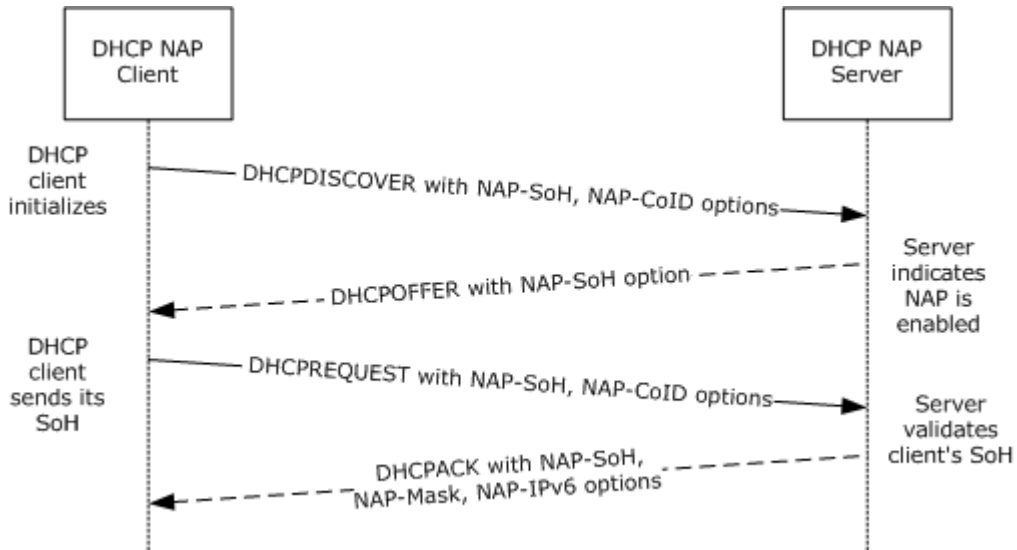 DHCP NAP
Client
DHCP NAP
Server
DHCP
client
initializes
DHCPDISCOVER with NAP-SoH, NAP-CoID options
Server
indicates
NAP is
enabled
DHCPOFFER with NAP-SoH option
DHCP
client
sends its
SoH
DHCPREQUEST with NAP-SoH, NAP-CoID options
Server
validates
client's SoH
DHCPACK with NAP-SoH,
NAP-Mask, NAP-IPv6 options